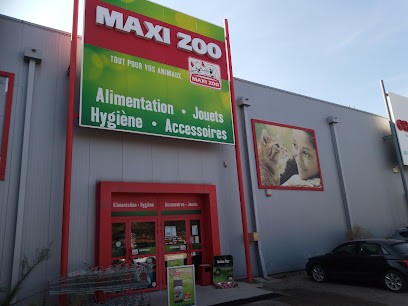 MAXI ZOO
TOUT POUR VOS ANIMAUX
MAXI ZOO
Alimentation • Jouets
Hygiène • Accessoires
Alimentation • Hygiène
Accessoires • Jouets